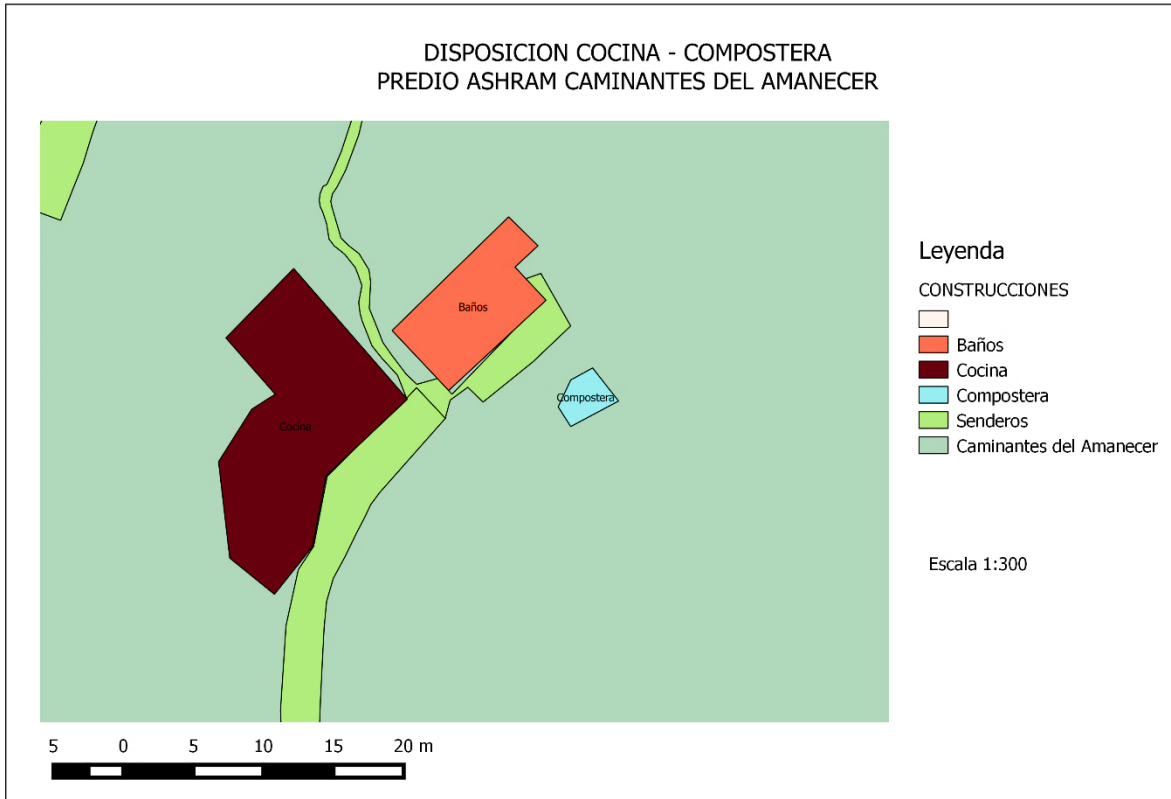 DISPOSICION COCINA - COMPOSTERA
PREDIO ASHRAM CAMINANTES DEL AMANECER
Baños
Compostera
Cocina
Leyenda
CONSTRUCCIONES
Baños
Cocina
Compostera
Senderos
Caminantes del Amanecer
Escala 1:300
5 0 5 10 15 20 m